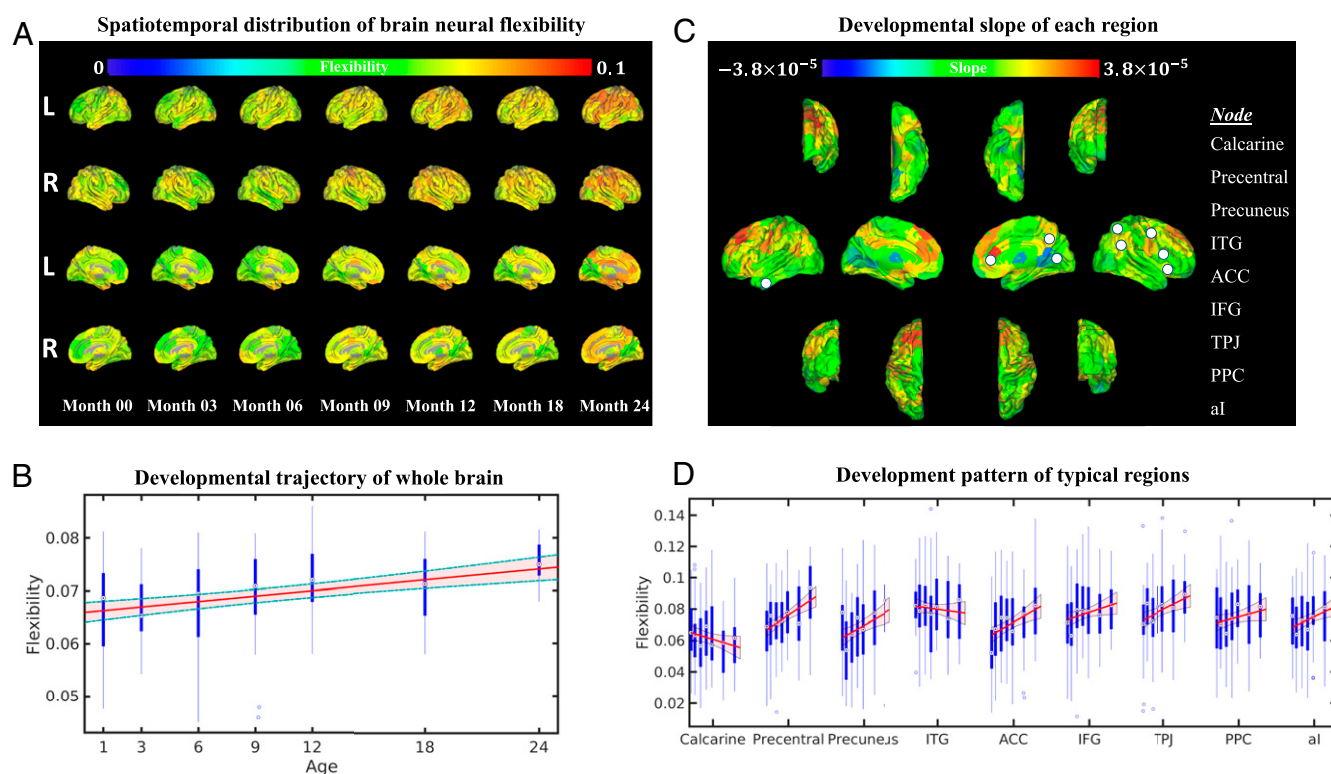 A
Spatiotemporal distribution of brain neural flexibility
0 Flexibility 0.1
L
R
L
R
Month 00 Month 03 Month 06 Month 09 Month 12 Month 18 Month 24
C
Developmental slope of each region
−3.8×10⁻⁵ Slope 3.8×10⁻⁵
Node
Calcarine
Precentral
Precuneus
ITG
ACC
IFG
TPJ
PPC
aI
B
Developmental trajectory of whole brain
Flexibility
0.08
0.07
0.06
0.05
1 3 6 9 12 18 24
Age
D
Development pattern of typical regions
Flexibility
0.14
0.12
0.1
0.08
0.06
0.04
0.02
Calcarine Precentral Precuneus ITG ACC IFG TPJ PPC aI